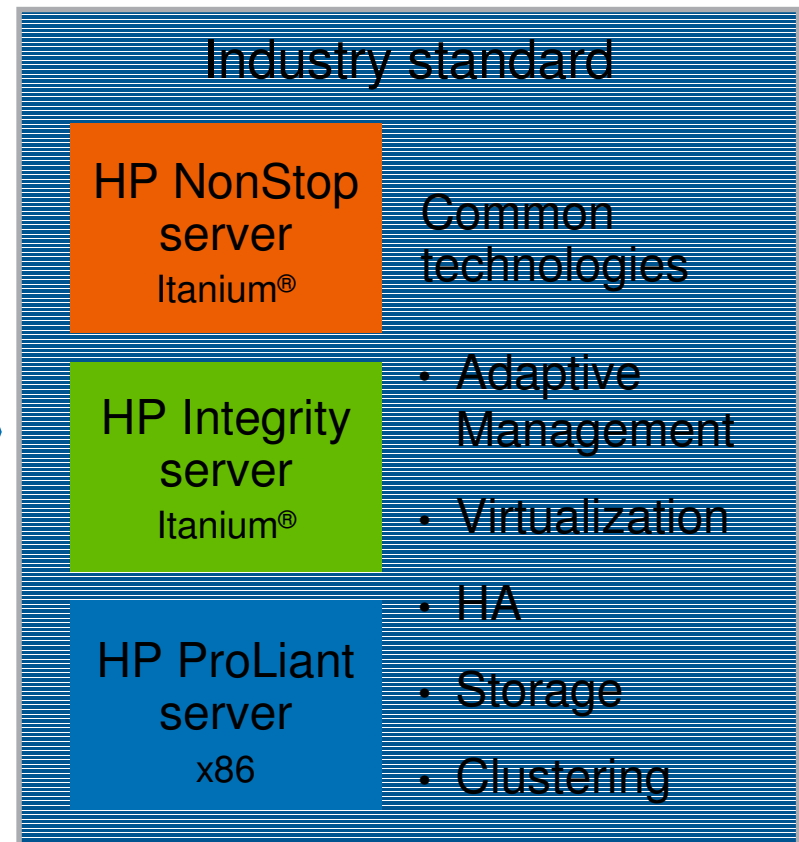 Industry standard
HP NonStop
server
Itanium®
HP Integrity
server
Itanium®
HP ProLiant
server
x86
Common
technologies
• Adaptive
Management
• Virtualization
• HA
• Storage
• Clustering